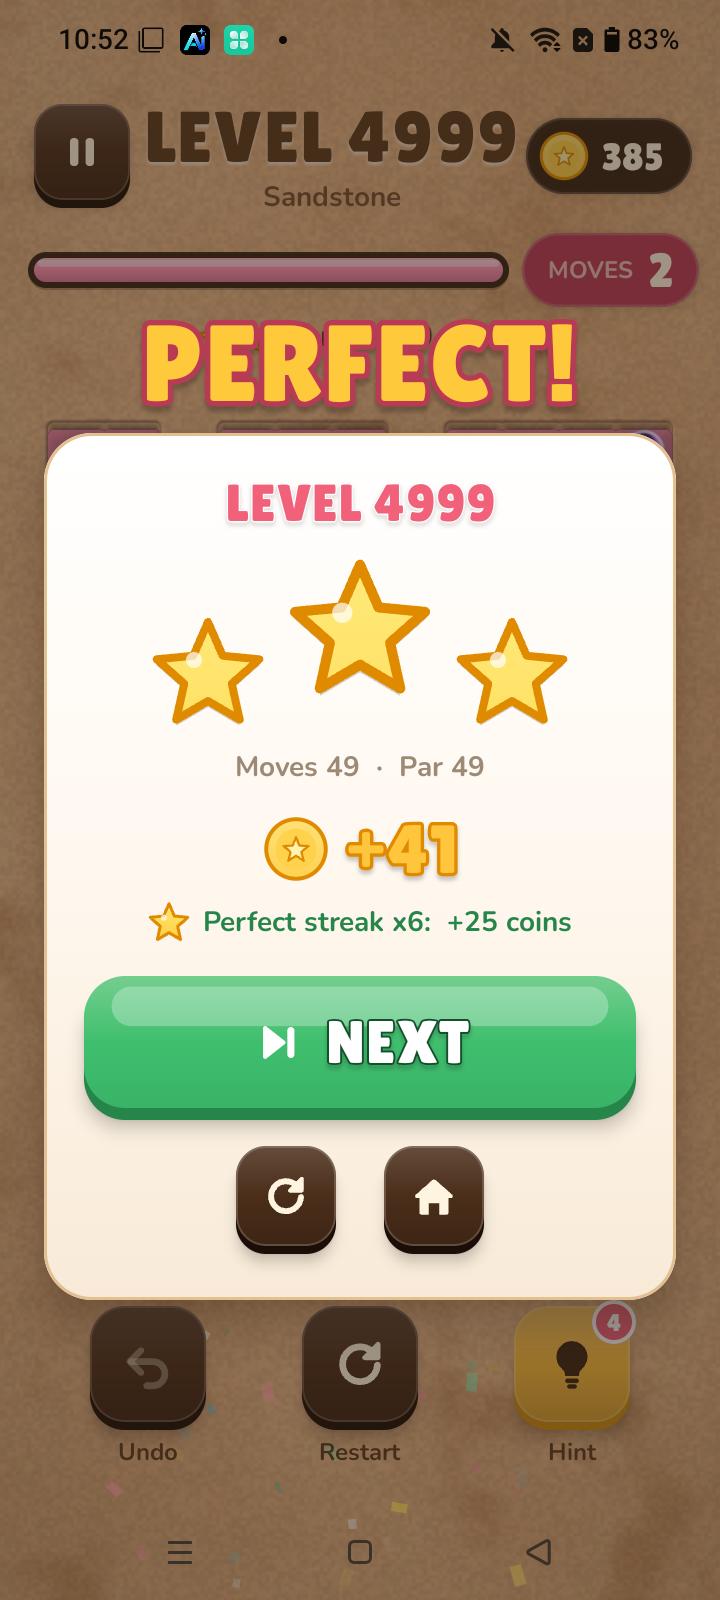 10:52
83%
LEVEL 4999
385
Sandstone
MOVES 2
PERFECT!
LEVEL 4999
Moves 49 · Par 49
+41
Perfect streak x6: +25 coins
NEXT
4
Undo
Restart
Hint